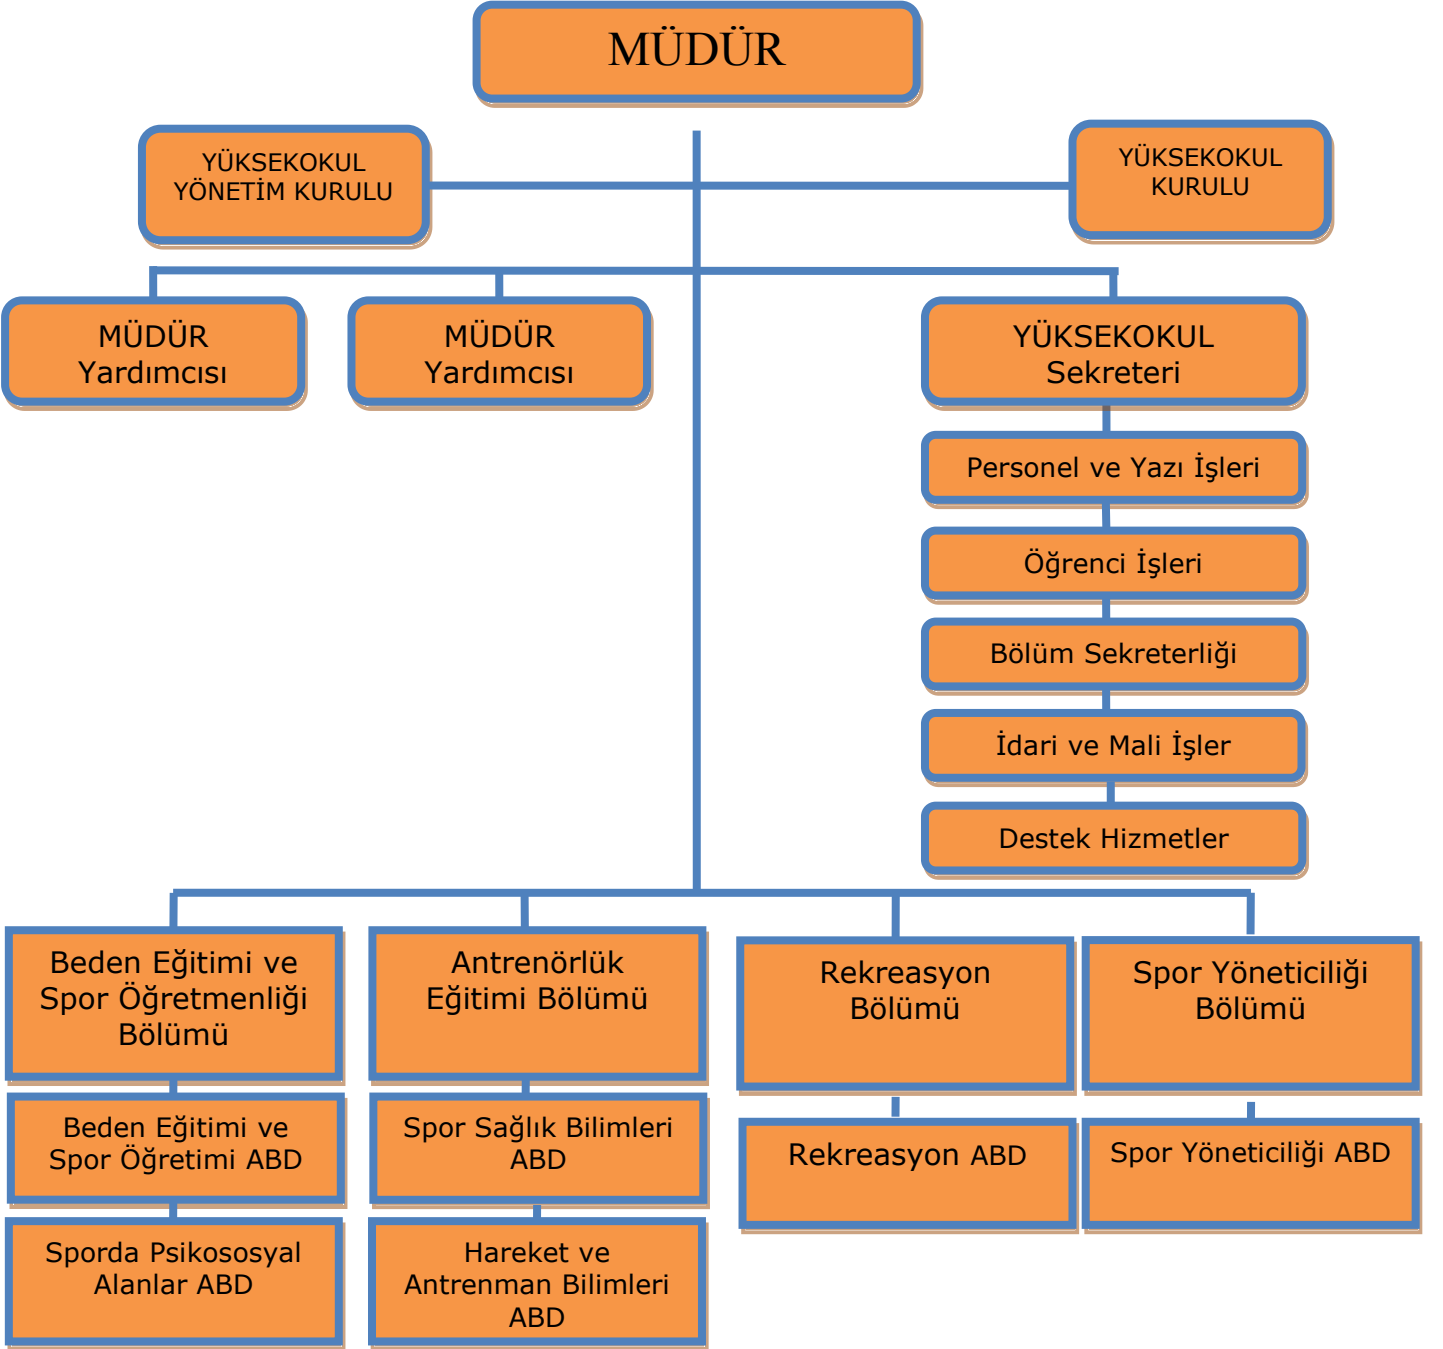 MÜDÜR
YÜKSEKOKUL
YÖNETİM KURULU
YÜKSEKOKUL
KURULU
MÜDÜR
Yardımcısı
MÜDÜR
Yardımcısı
YÜKSEKOKUL
Sekreteri
Personel ve Yazı İşleri
Öğrenci İşleri
Bölüm Sekreterliği
İdari ve Mali İşler
Destek Hizmetler
Beden Eğitimi ve
Spor Öğretmenliği
Bölümü
Antrenörlük
Eğitimi Bölümü
Rekreasyon
Bölümü
Spor Yöneticiliği
Bölümü
Beden Eğitimi ve
Spor Öğretimi ABD
Spor Sağlık Bilimleri
ABD
Rekreasyon ABD
Spor Yöneticiliği ABD
Sporda Psikososyal
Alanlar ABD
Hareket ve
Antrenman Bilimleri
ABD